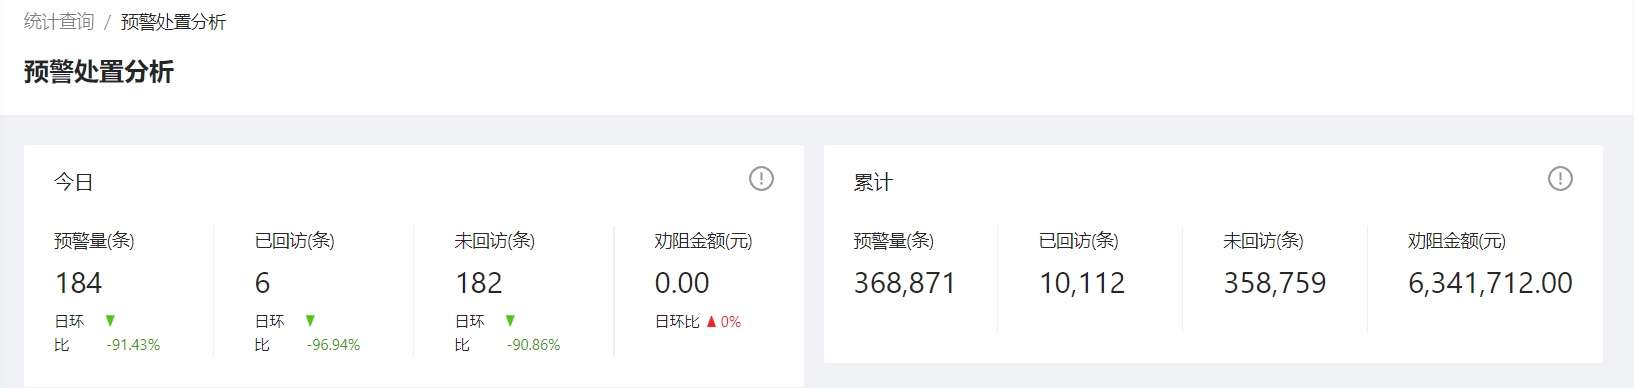 统计查询 / 预警处置分析
预警处置分析
今日
预警量(条)
184
日环比 ▼ -91.43%
已回访(条)
6
日环比 ▼ -96.94%
未回访(条)
182
日环比 ▼ -90.86%
劝阻金额(元)
0.00
日环比 ▲ 0%
累计
预警量(条)
368,871
已回访(条)
10,112
未回访(条)
358,759
劝阻金额(元)
6,341,712.00